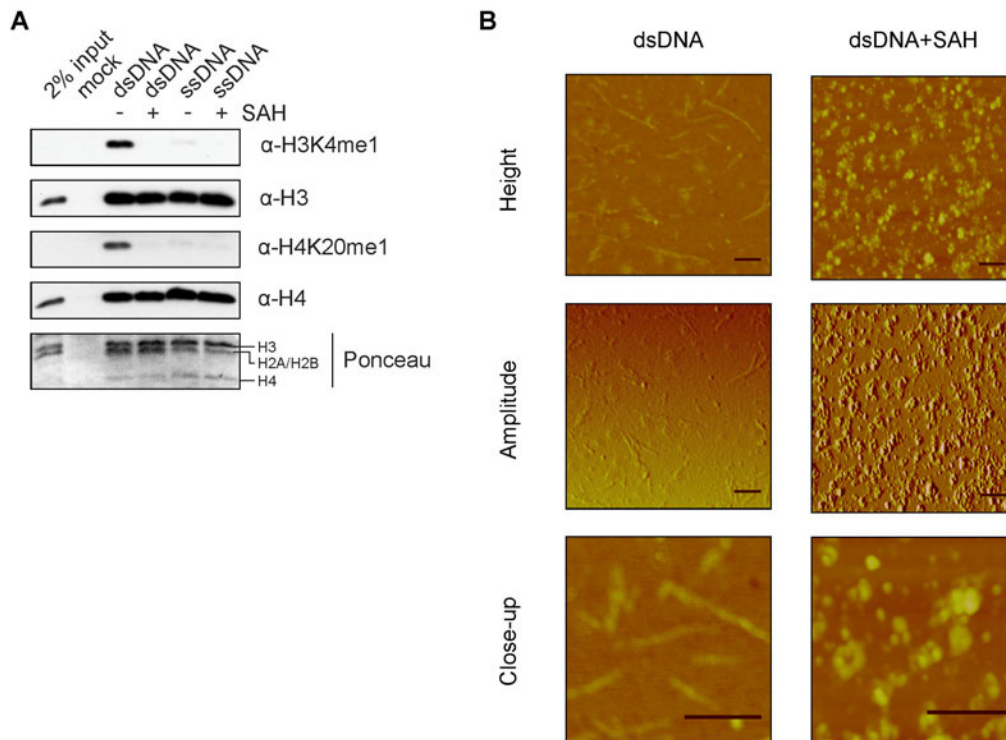 A
2% input
mock
dsDNA
dsDNA
ssDNA
ssDNA
- + - + SAH
α-H3K4me1
α-H3
α-H4K20me1
α-H4
H3
H2A/H2B
H4
Ponceau
B
dsDNA
dsDNA+SAH
Height
Amplitude
Close-up